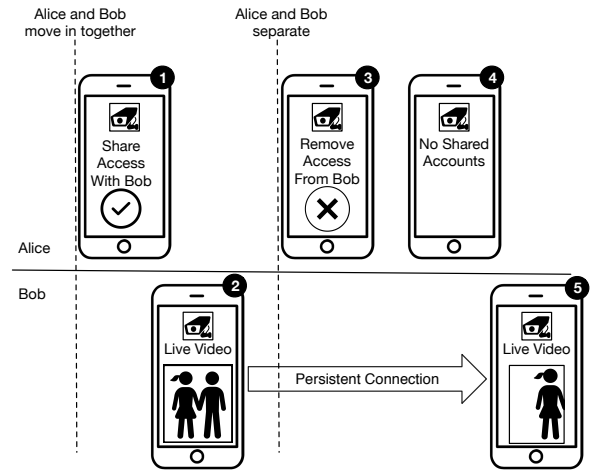 Alice and Bob
move in together
Alice and Bob
separate
1
Share
Access
With Bob
3
Remove
Access
From Bob
4
No Shared
Accounts
Alice
Bob
2
Live Video
Persistent Connection
5
Live Video